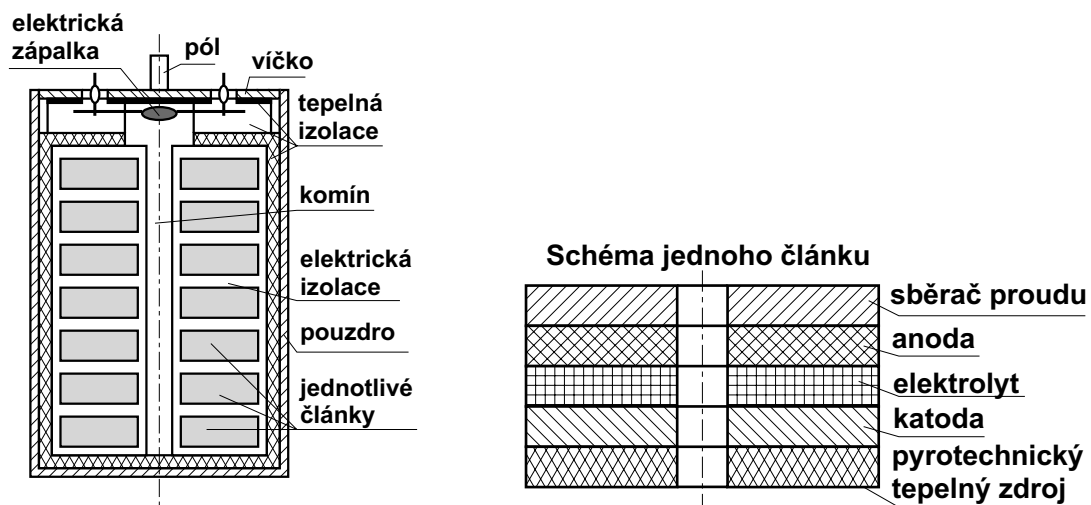 elektrická
zápalka
pól
víčko
tepelná
izolace
komín
elektrická
izolace
pouzdro
jednotlivé
články
Schéma jednoho článku
sběrač proudu
anoda
elektrolyt
katoda
pyrotechnický
tepelný zdroj